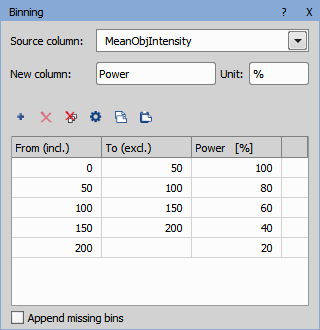 Binning ? X
Source column: MeanObjIntensity
New column: Power Unit: %
From (incl.) To (excl.) Power [%]
0 50 100
50 100 80
100 150 60
150 200 40
200 20
Append missing bins